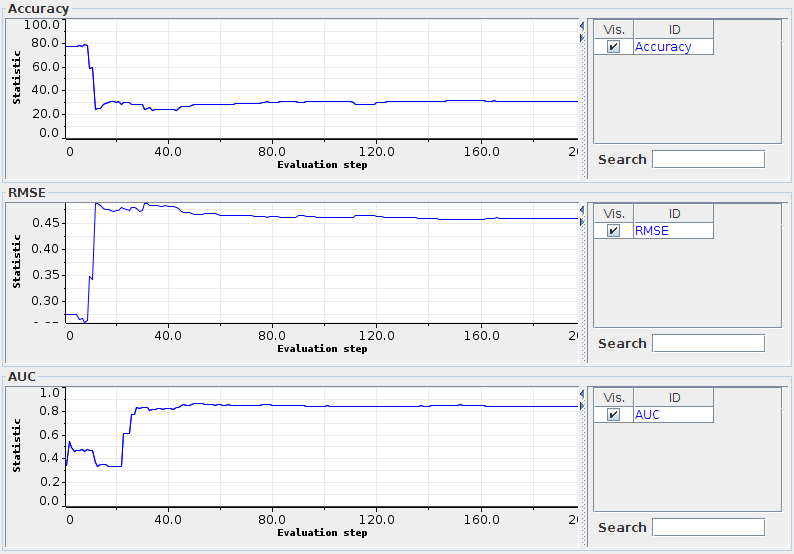 Accuracy
100.0
80.0
60.0
40.0
20.0
0.0
Statistic
0 40.0 80.0 120.0 160.0
Evaluation step
Vis. ID
Accuracy
Search
RMSE
0.45
0.40
0.35
0.30
Statistic
0 40.0 80.0 120.0 160.0
Evaluation step
Vis. ID
RMSE
Search
AUC
1.0
0.8
0.6
0.4
0.2
0.0
Statistic
0 40.0 80.0 120.0 160.0
Evaluation step
Vis. ID
AUC
Search